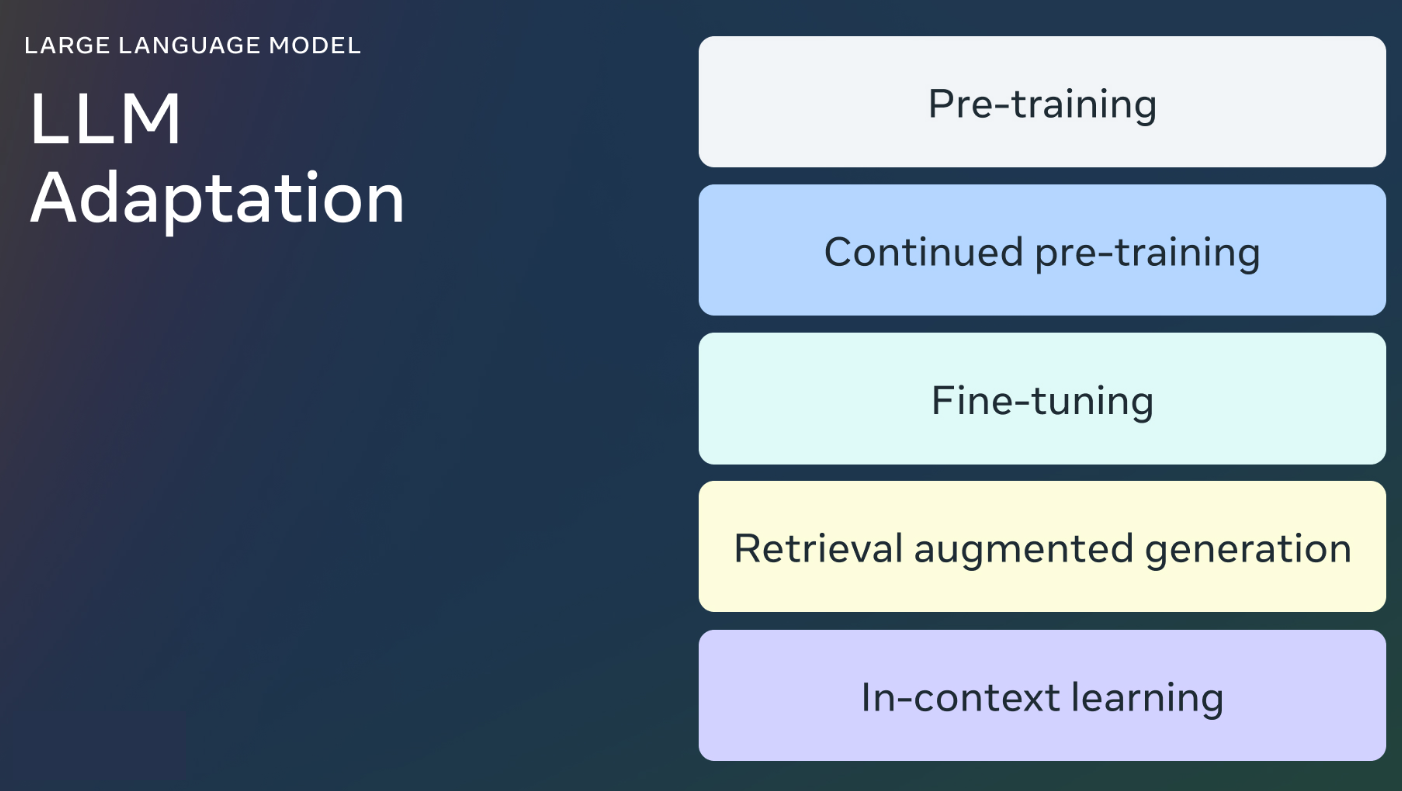 LARGE LANGUAGE MODEL
LLM
Adaptation
Pre-training
Continued pre-training
Fine-tuning
Retrieval augmented generation
In-context learning